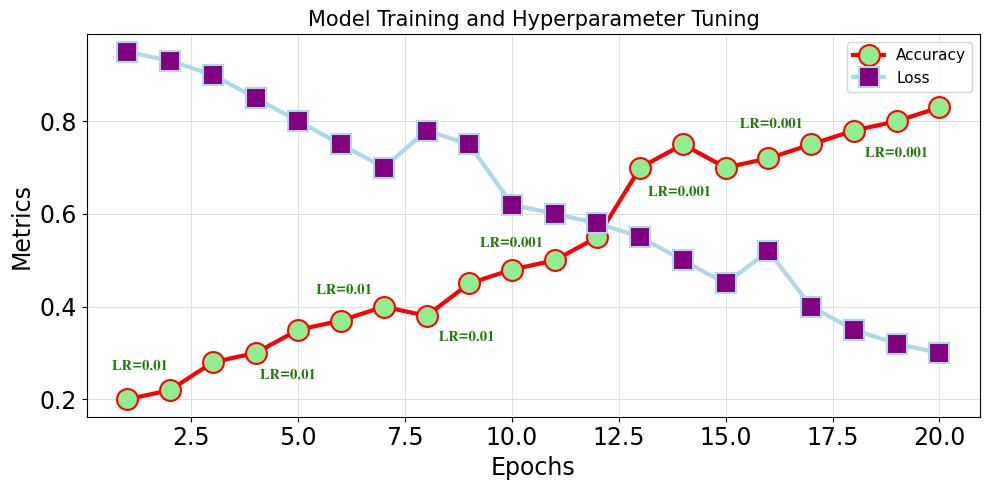 Model Training and Hyperparameter Tuning
Accuracy
Loss
Metrics
0.8
0.6
0.4
0.2
LR=0.01
LR=0.01
LR=0.01
LR=0.01
LR=0.001
LR=0.001
LR=0.001
LR=0.001
2.5 5.0 7.5 10.0 12.5 15.0 17.5 20.0
Epochs